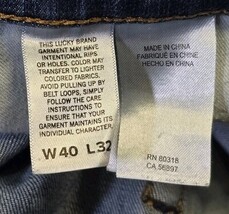 THIS LUCKY BRAND
GARMENT MAY HAVE
INTENTIONAL RIPS
OR HOLES. COLOR MAY
TRANSFER TO LIGHTER
COLORED FABRICS.
AVOID PULLING UP BY
BELT LOOPS, SIMPLY
FOLLOW THE CARE
INSTRUCTIONS TO
ENSURE THAT YOUR
GARMENT MAINTAINS ITS
INDIVIDUAL CHARACTER.
W40 L32
MADE IN CHINA
FABRIQUÉ EN CHINE
HECHO EN CHINA
RN 80318
CA 56897